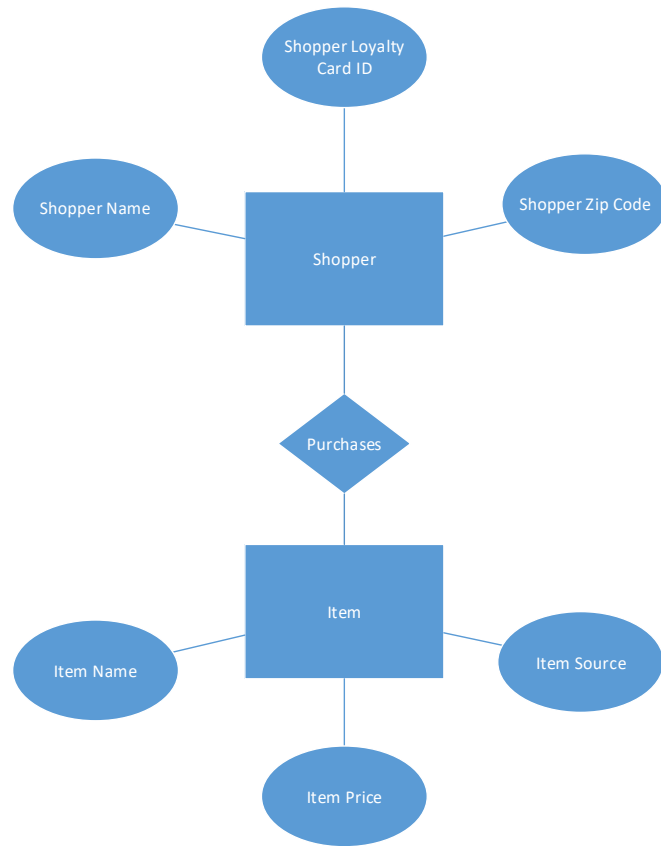 Shopper Loyalty
Card ID
Shopper Name
Shopper Zip Code
Shopper
Purchases
Item
Item Name
Item Source
Item Price